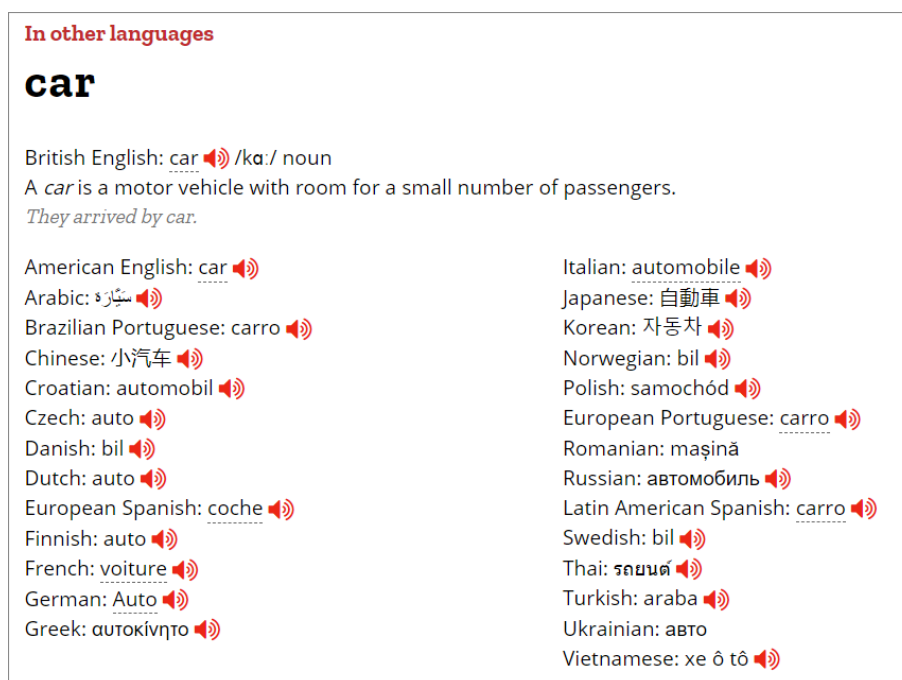 In other languages
car
British English: car /kɑː/ noun
A car is a motor vehicle with room for a small number of passengers.
They arrived by car.
American English: car
Arabic: سَيَّارَة
Brazilian Portuguese: carro
Chinese: 小汽车
Croatian: automobil
Czech: auto
Danish: bil
Dutch: auto
European Spanish: coche
Finnish: auto
French: voiture
German: Auto
Greek: αυτοκίνητο
Italian: automobile
Japanese: 自動車
Korean: 자동차
Norwegian: bil
Polish: samochód
European Portuguese: carro
Romanian: mașină
Russian: автомобиль
Latin American Spanish: carro
Swedish: bil
Thai: รถยนต์
Turkish: araba
Ukrainian: авто
Vietnamese: xe ô tô